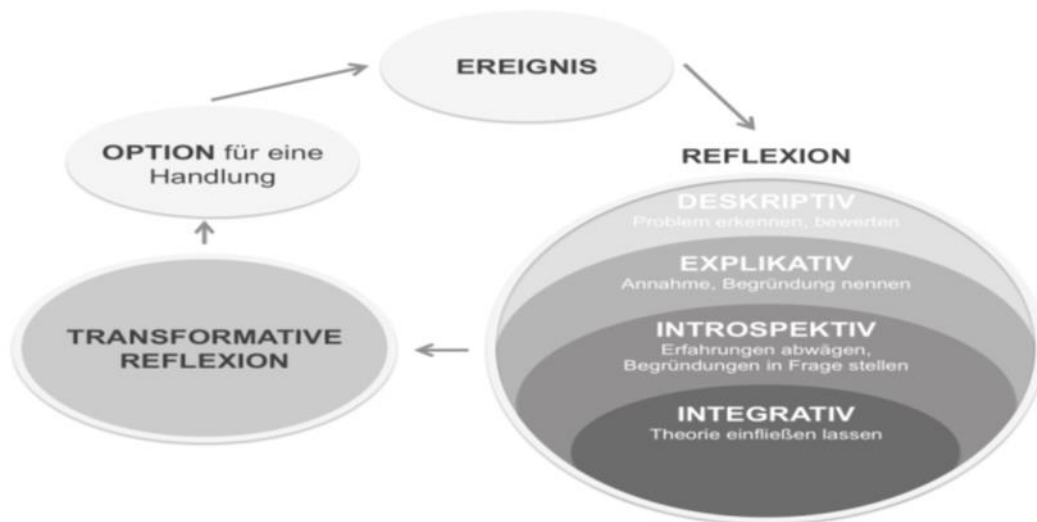 EREIGNIS
REFLEXION
DESKRIPTIV
Problem erkennen, bewerten
EXPLIKATIV
Annahme, Begründung nennen
INTROSPEKTIV
Erfahrungen abwägen,
Begründungen in Frage stellen
INTEGRATIV
Theorie einfließen lassen
TRANSFORMATIVE
REFLEXION
OPTION für eine
Handlung